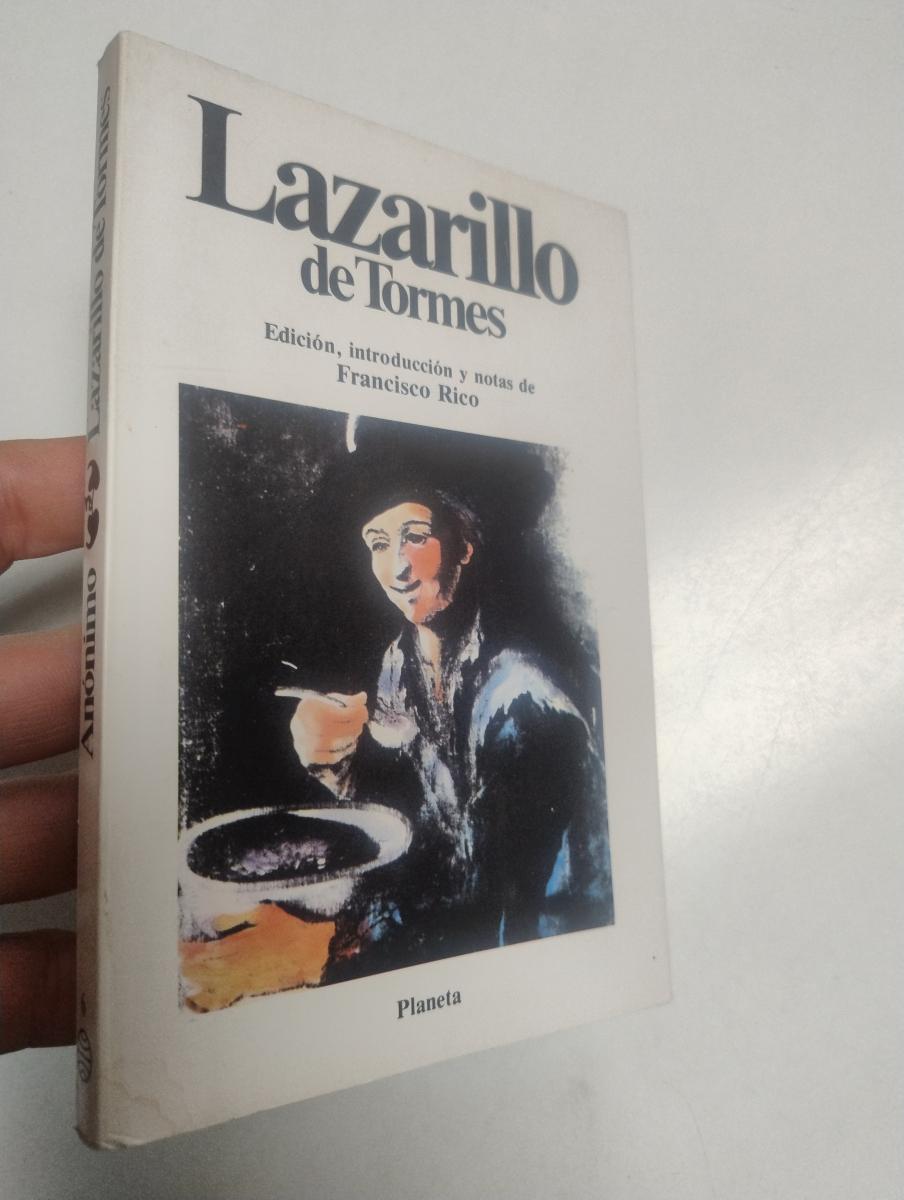 Lazarillo
de Tormes
Edición, introducción y notas de
Francisco Rico
Planeta
Anónimo Lazarillo de Tormes